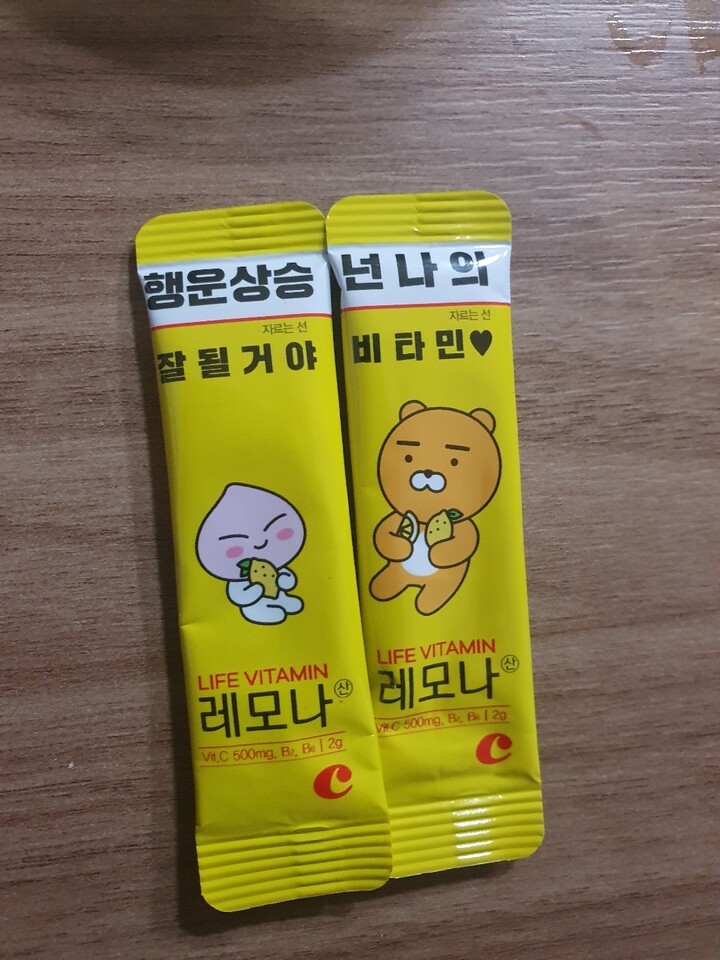 행운상승
자르는 선
잘 될 거 야
LIFE VITAMIN
레모나 산
Vit.C 500mg, B₂, B₆ | 2g
C
넌 나 의
자르는 선
비 타 민♥
LIFE VITAMIN
레모나 산
Vit.C 500mg, B₂, B₆ | 2g
C